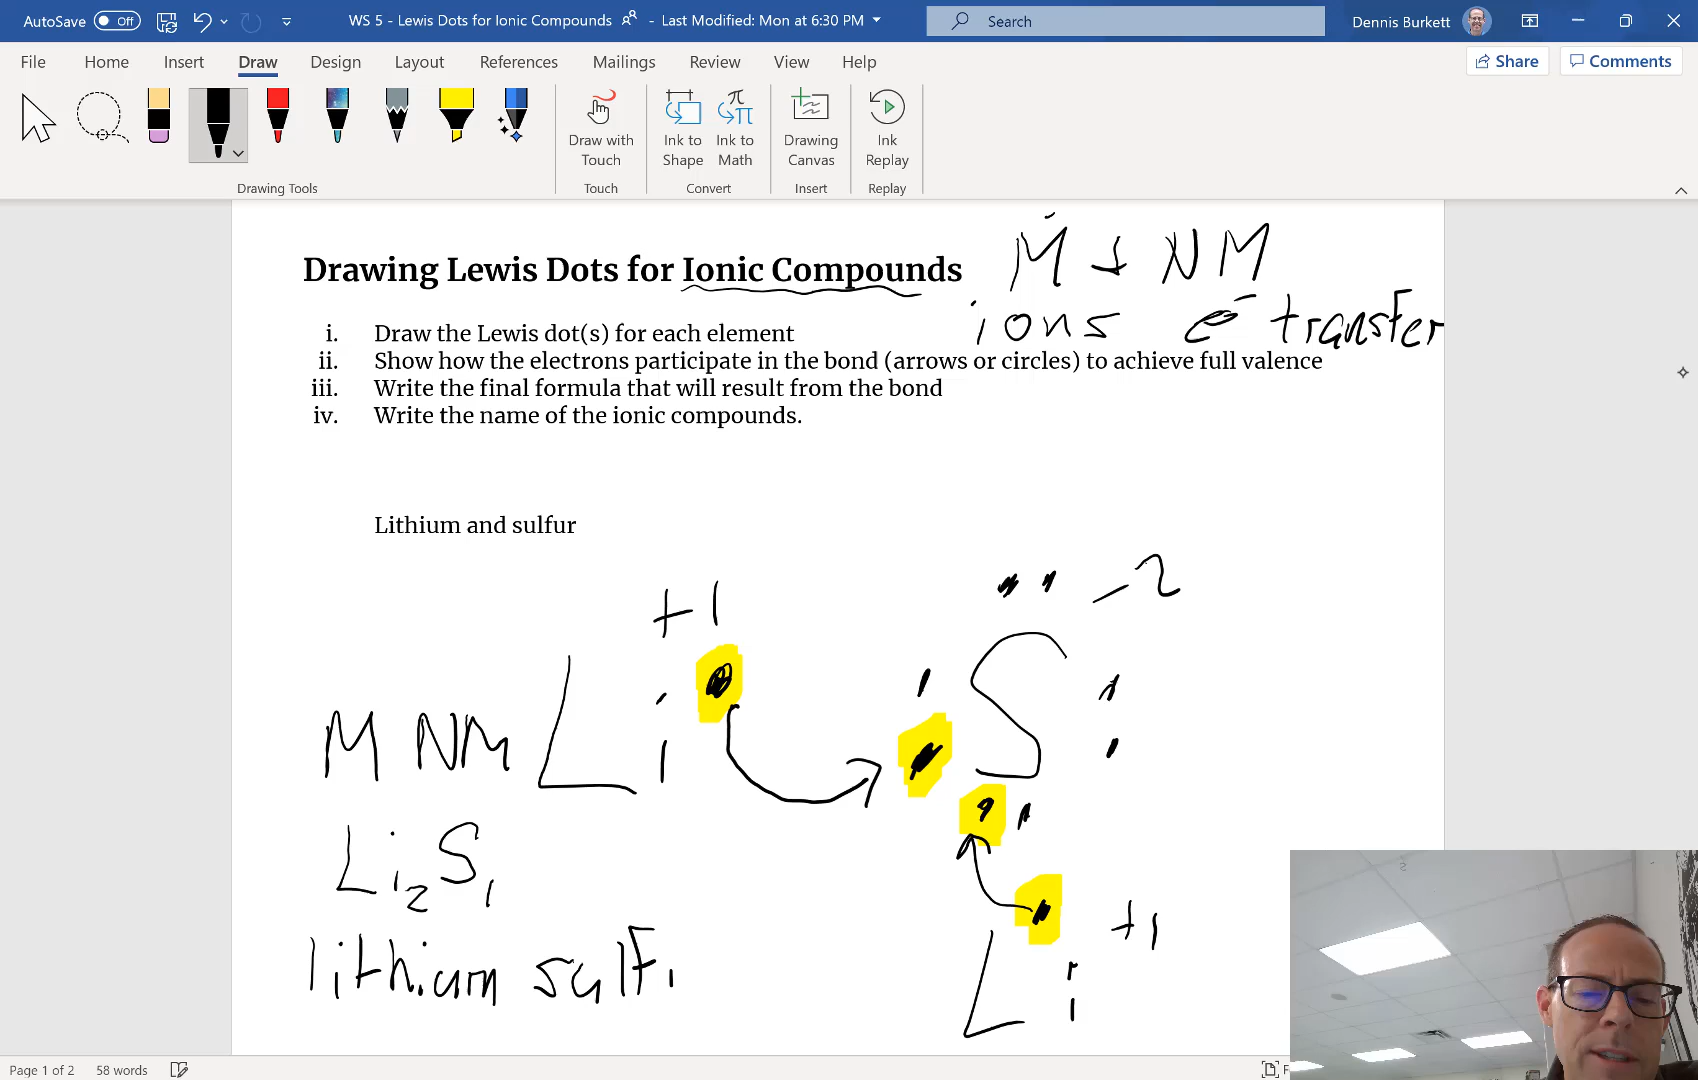 AutoSave Off WS 5 - Lewis Dots for Ionic Compounds - Last Modified: Mon at 6:30 PM Search Dennis Burkett
File Home Insert Draw Design Layout References Mailings Review View Help Share Comments
Draw with Touch
Ink to Shape
Ink to Math
Drawing Canvas
Ink Replay
Drawing Tools Touch Convert Insert Replay
M + NM
Drawing Lewis Dots for Ionic Compounds
ions e⁻ transfer
i. Draw the Lewis dot(s) for each element
ii. Show how the electrons participate in the bond (arrows or circles) to achieve full valence
iii. Write the final formula that will result from the bond
iv. Write the name of the ionic compounds.
Lithium and sulfur
+1 -2
M NM Li S
Li₂S₁
+1
lithium sulfi
Li
Page 1 of 2 58 words